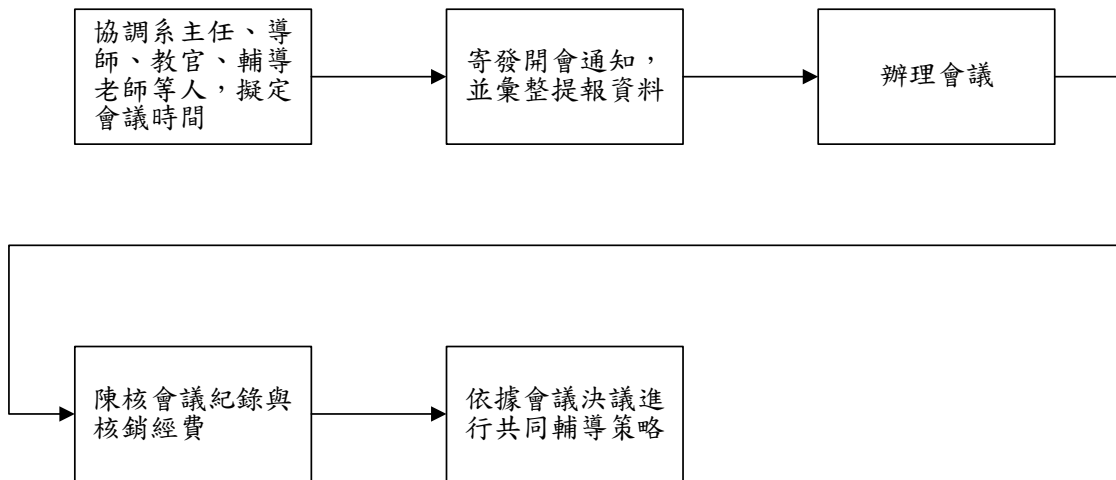 協調系主任、導
師、教官、輔導
老師等人，擬定
會議時間
寄發開會通知，
並彙整提報資料
辦理會議
陳核會議紀錄與
核銷經費
依據會議決議進
行共同輔導策略